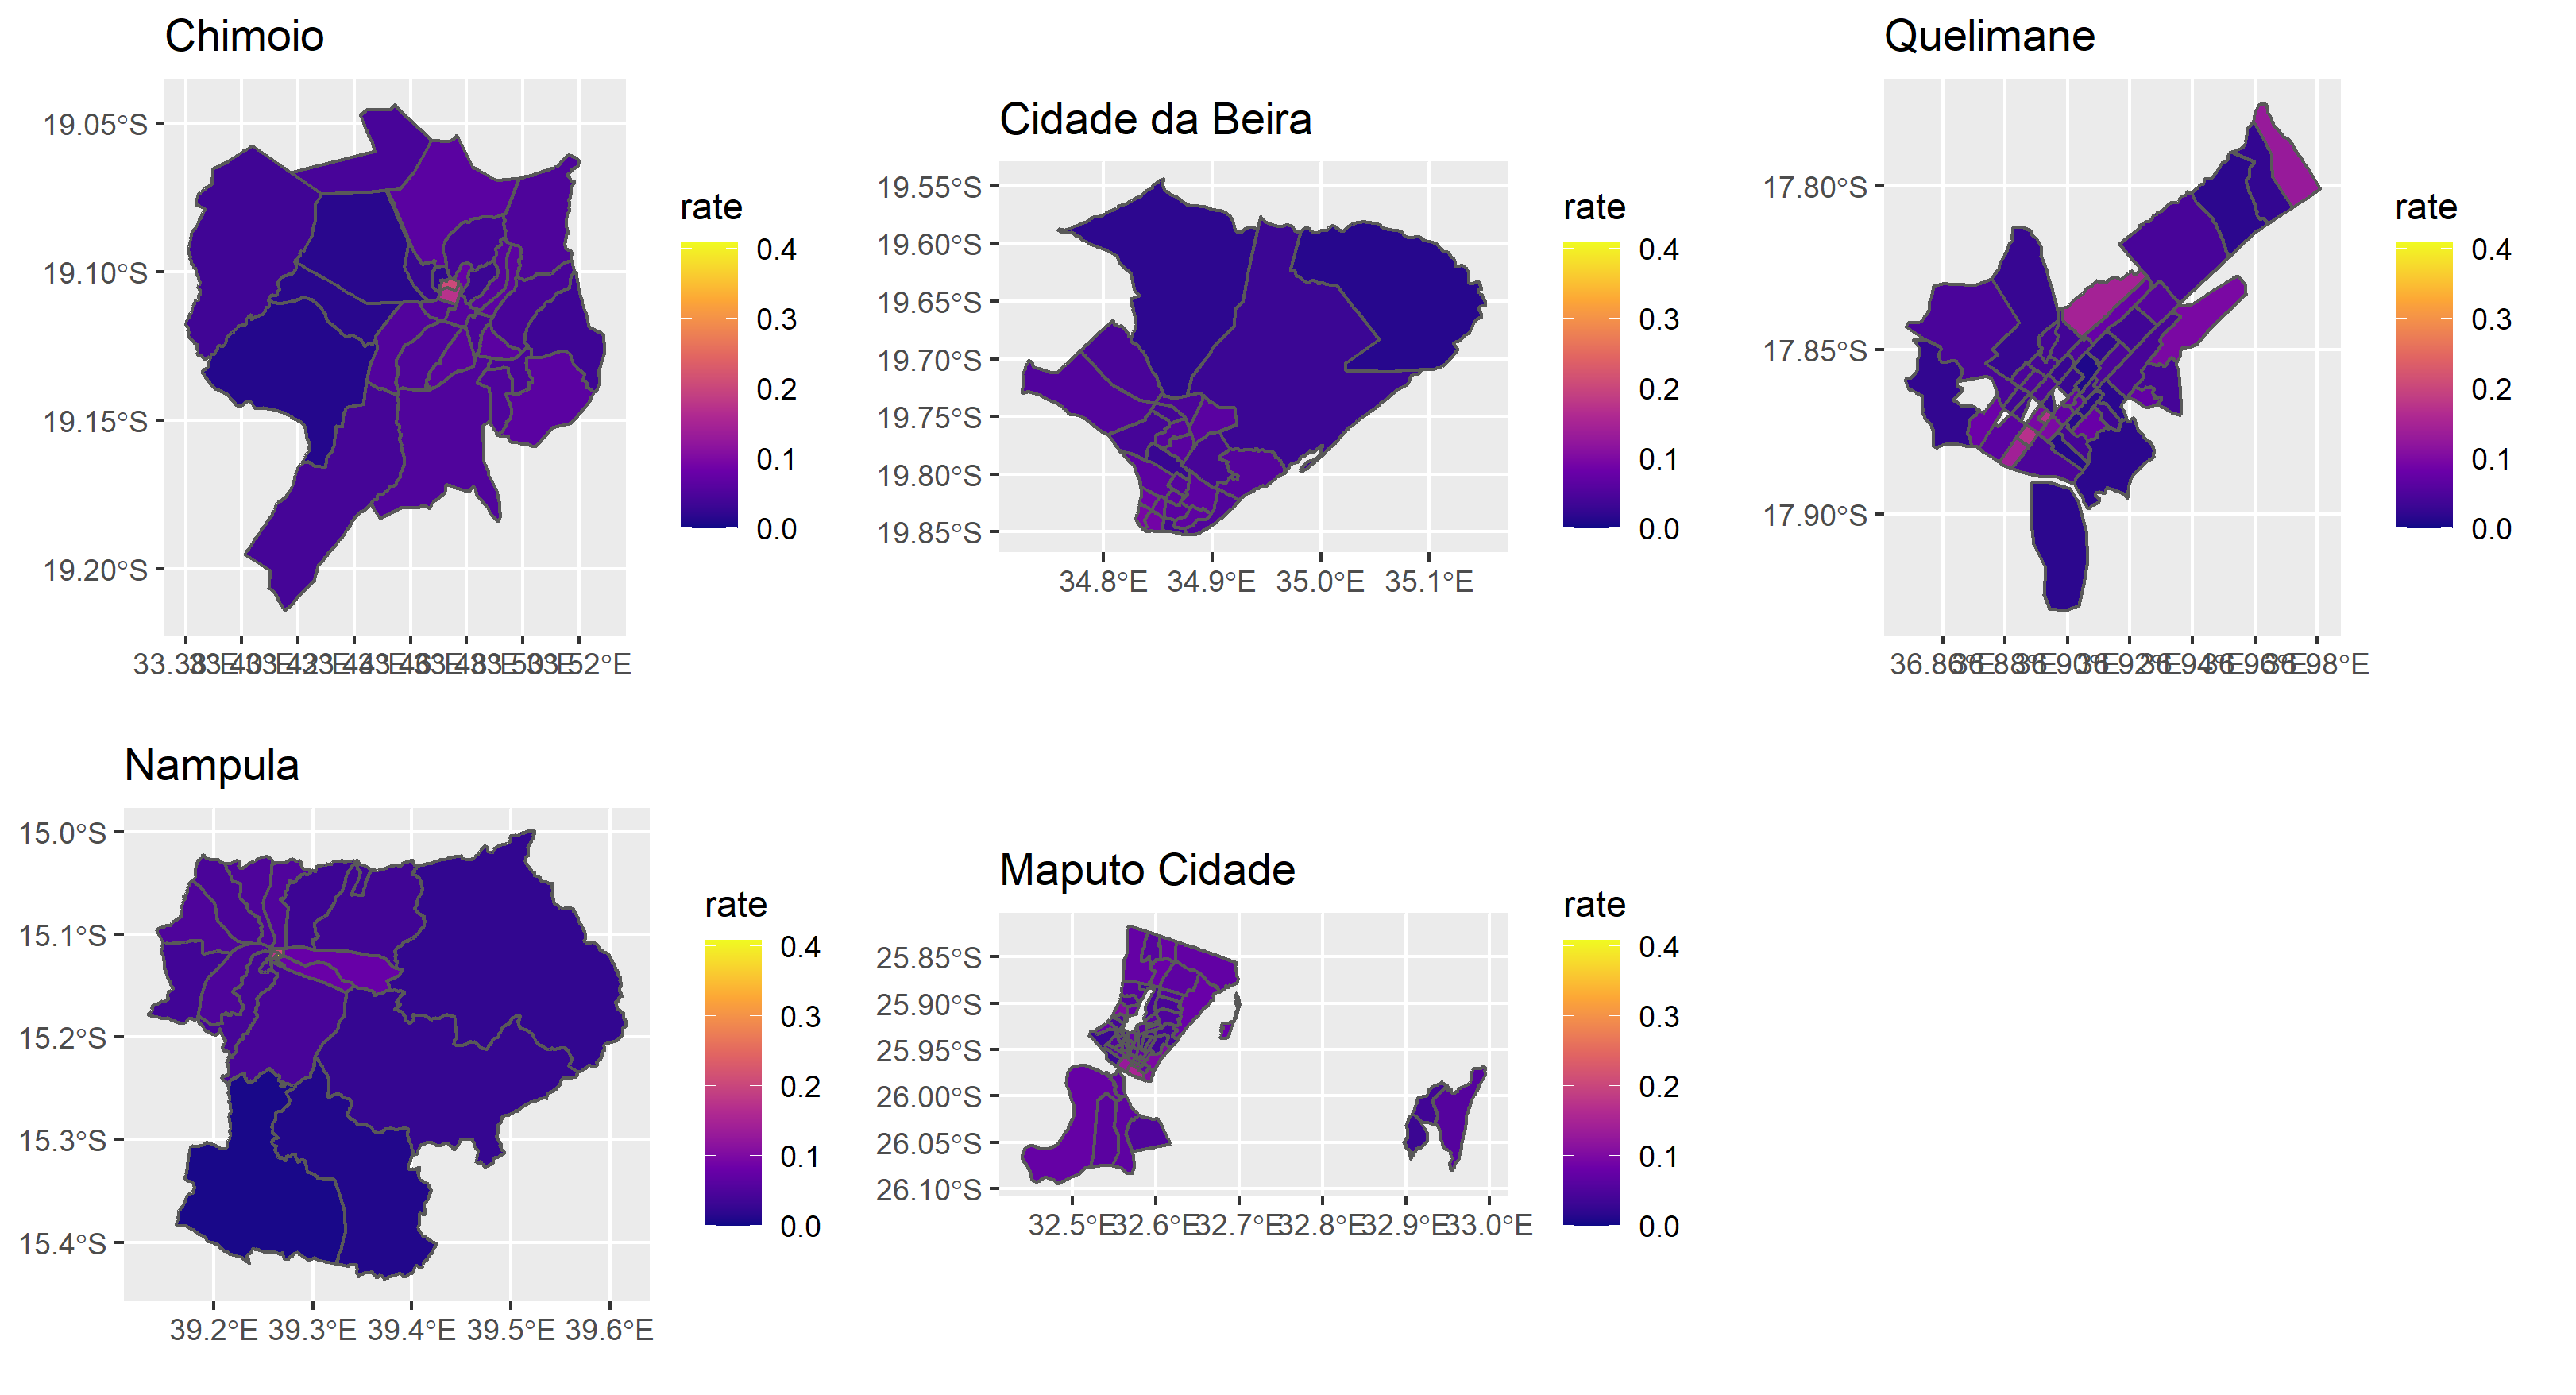 Chimoio
19.05°S
19.10°S
19.15°S
19.20°S
33.38°E 33.40°E 33.42°E 33.44°E 33.46°E 33.48°E 33.50°E 33.52°E
rate
0.4
0.3
0.2
0.1
0.0
Cidade da Beira
19.55°S
19.60°S
19.65°S
19.70°S
19.75°S
19.80°S
19.85°S
34.8°E 34.9°E 35.0°E 35.1°E
rate
0.4
0.3
0.2
0.1
0.0
Quelimane
17.80°S
17.85°S
17.90°S
36.86°E 36.88°E 36.90°E 36.92°E 36.94°E 36.96°E 36.98°E
rate
0.4
0.3
0.2
0.1
0.0
Nampula
15.0°S
15.1°S
15.2°S
15.3°S
15.4°S
39.2°E 39.3°E 39.4°E 39.5°E 39.6°E
rate
0.4
0.3
0.2
0.1
0.0
Maputo Cidade
25.85°S
25.90°S
25.95°S
26.00°S
26.05°S
26.10°S
32.5°E 32.6°E 32.7°E 32.8°E 32.9°E 33.0°E
rate
0.4
0.3
0.2
0.1
0.0